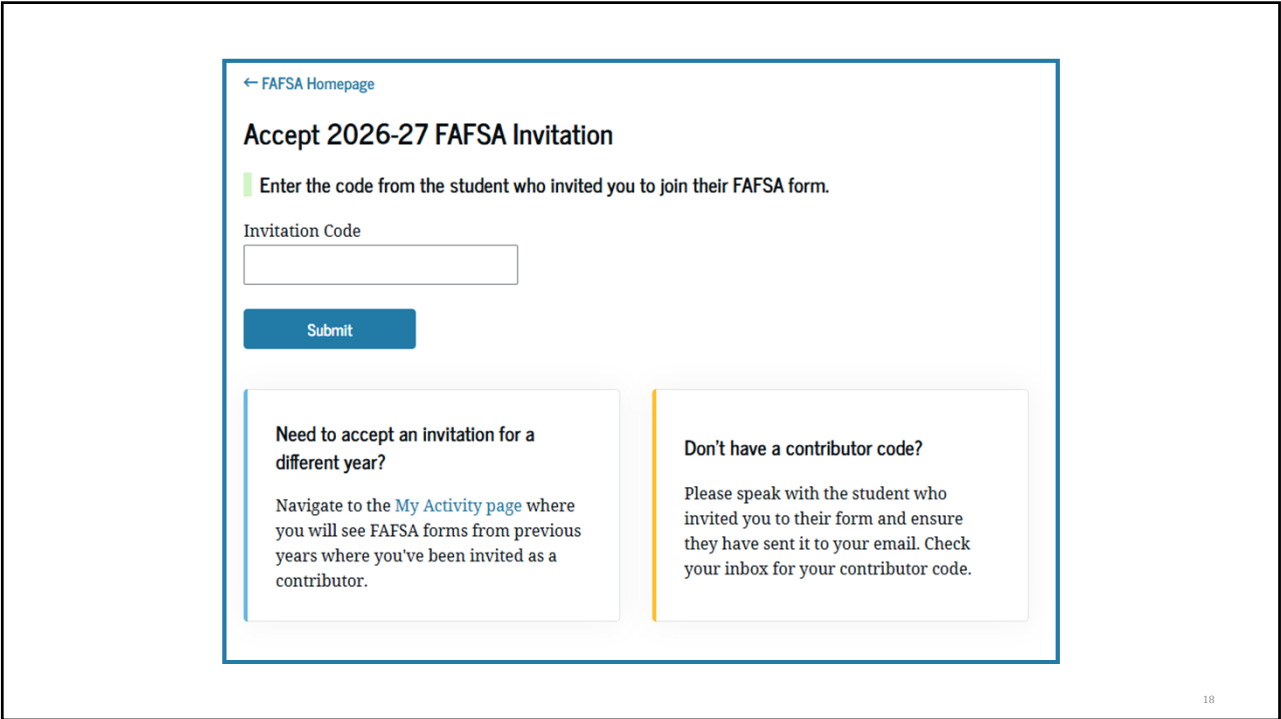 ← FAFSA Homepage
Accept 2026-27 FAFSA Invitation
Enter the code from the student who invited you to join their FAFSA form.
Invitation Code
Submit
Need to accept an invitation for a
different year?
Navigate to the My Activity page where
you will see FAFSA forms from previous
years where you've been invited as a
contributor.
Don't have a contributor code?
Please speak with the student who
invited you to their form and ensure
they have sent it to your email. Check
your inbox for your contributor code.
18